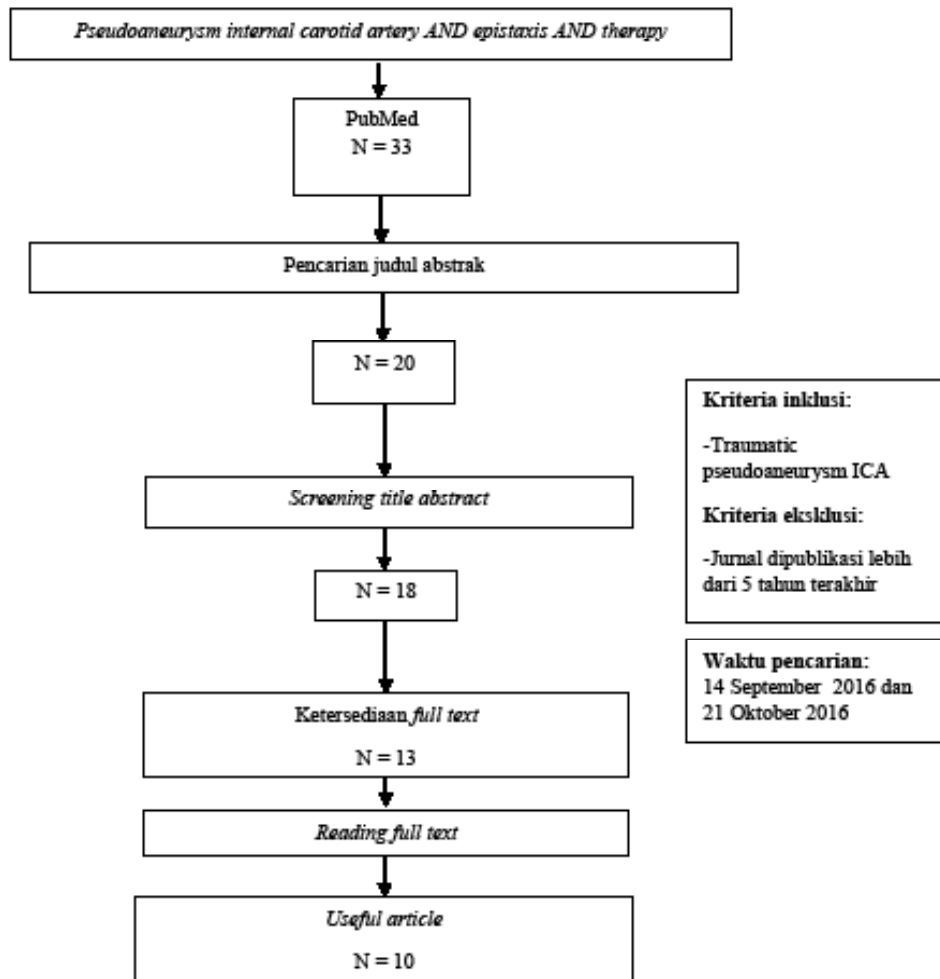 Pseudoaneurysm internal carotid artery AND epistaxis AND therapy
PubMed
N = 33
Pencarian judul abstrak
N = 20
Screening title abstract
N = 18
Ketersediaan full text
N = 13
Reading full text
Useful article
N = 10
Kriteria inklusi:
-Traumatic
pseudoaneurysm ICA
Kriteria eksklusi:
-Jurnal dipublikasi lebih
dari 5 tahun terakhir
Waktu pencarian:
14 September 2016 dan
21 Oktober 2016